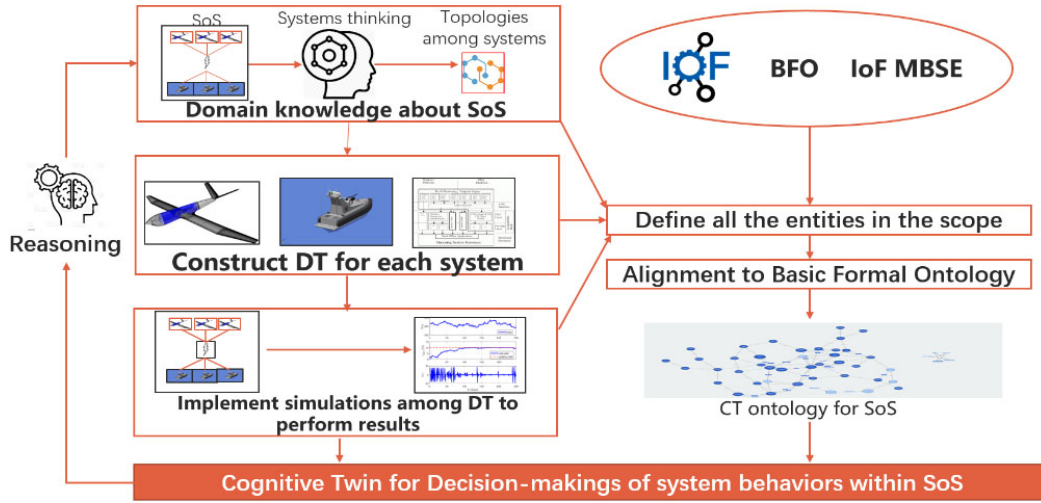 SoS
Systems thinking
Topologies
among systems
Domain knowledge about SoS
IOF
BFO
IoF MBSE
Reasoning
Construct DT for each system
Define all the entities in the scope
Alignment to Basic Formal Ontology
Implement simulations among DT to
perform results
CT ontology for SoS
Cognitive Twin for Decision-makings of system behaviors within SoS